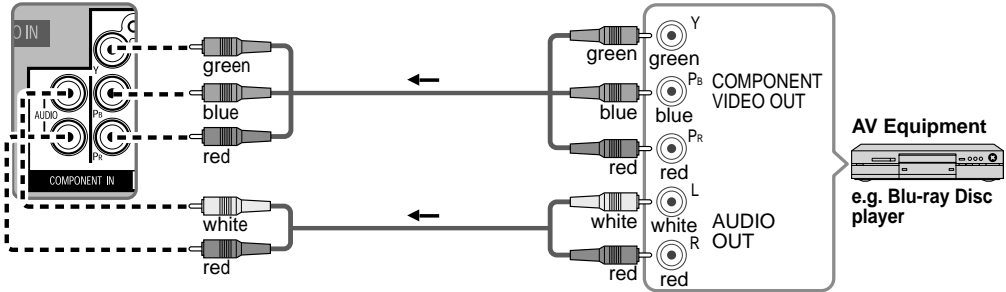 O IN
Y
AUDIO
PB
PR
COMPONENT IN
green
blue
red
white
red
green
blue
red
white
red
Y
green
PB
blue
PR
red
L
white
R
red
COMPONENT
VIDEO OUT
AUDIO
OUT
AV Equipment
e.g. Blu-ray Disc
player